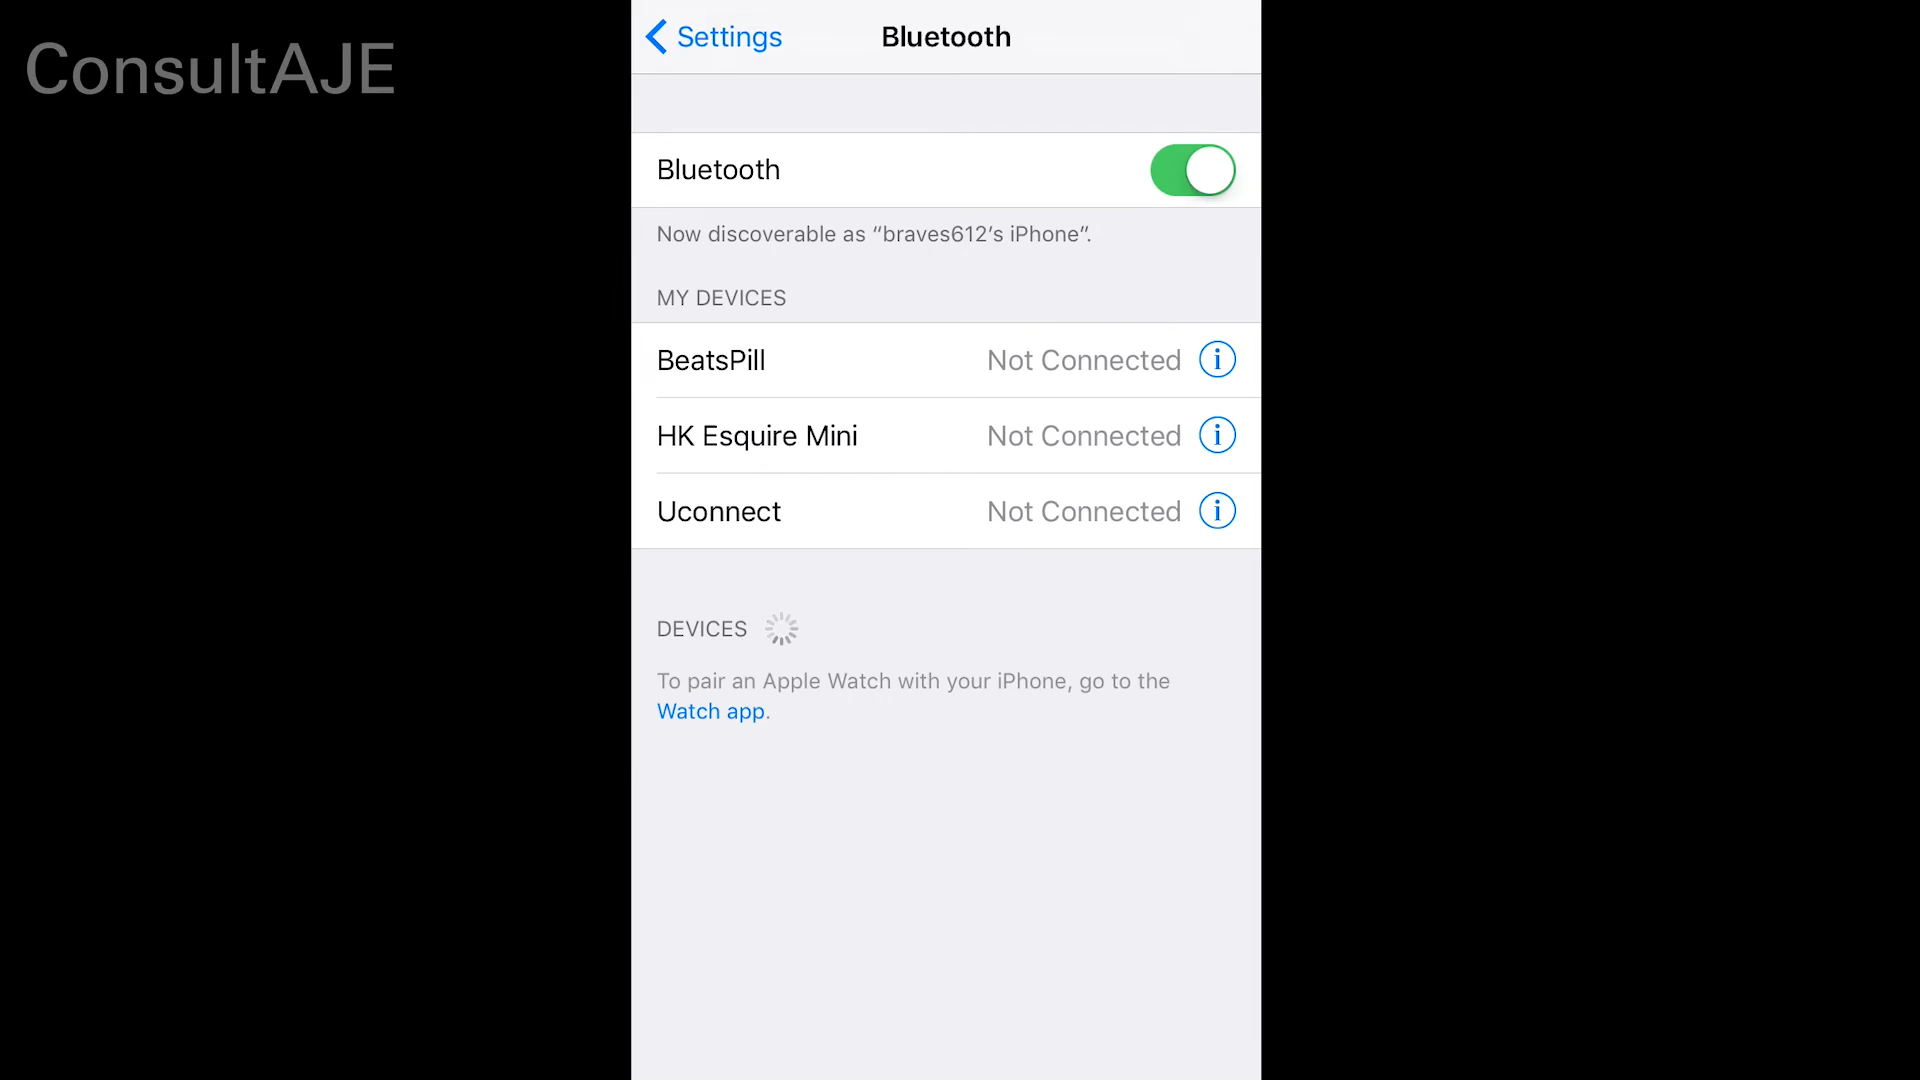 ConsultAJE
Settings
Bluetooth
Bluetooth
Now discoverable as “braves612’s iPhone”.
MY DEVICES
BeatsPill Not Connected i
HK Esquire Mini Not Connected i
Uconnect Not Connected i
DEVICES
To pair an Apple Watch with your iPhone, go to the
Watch app.